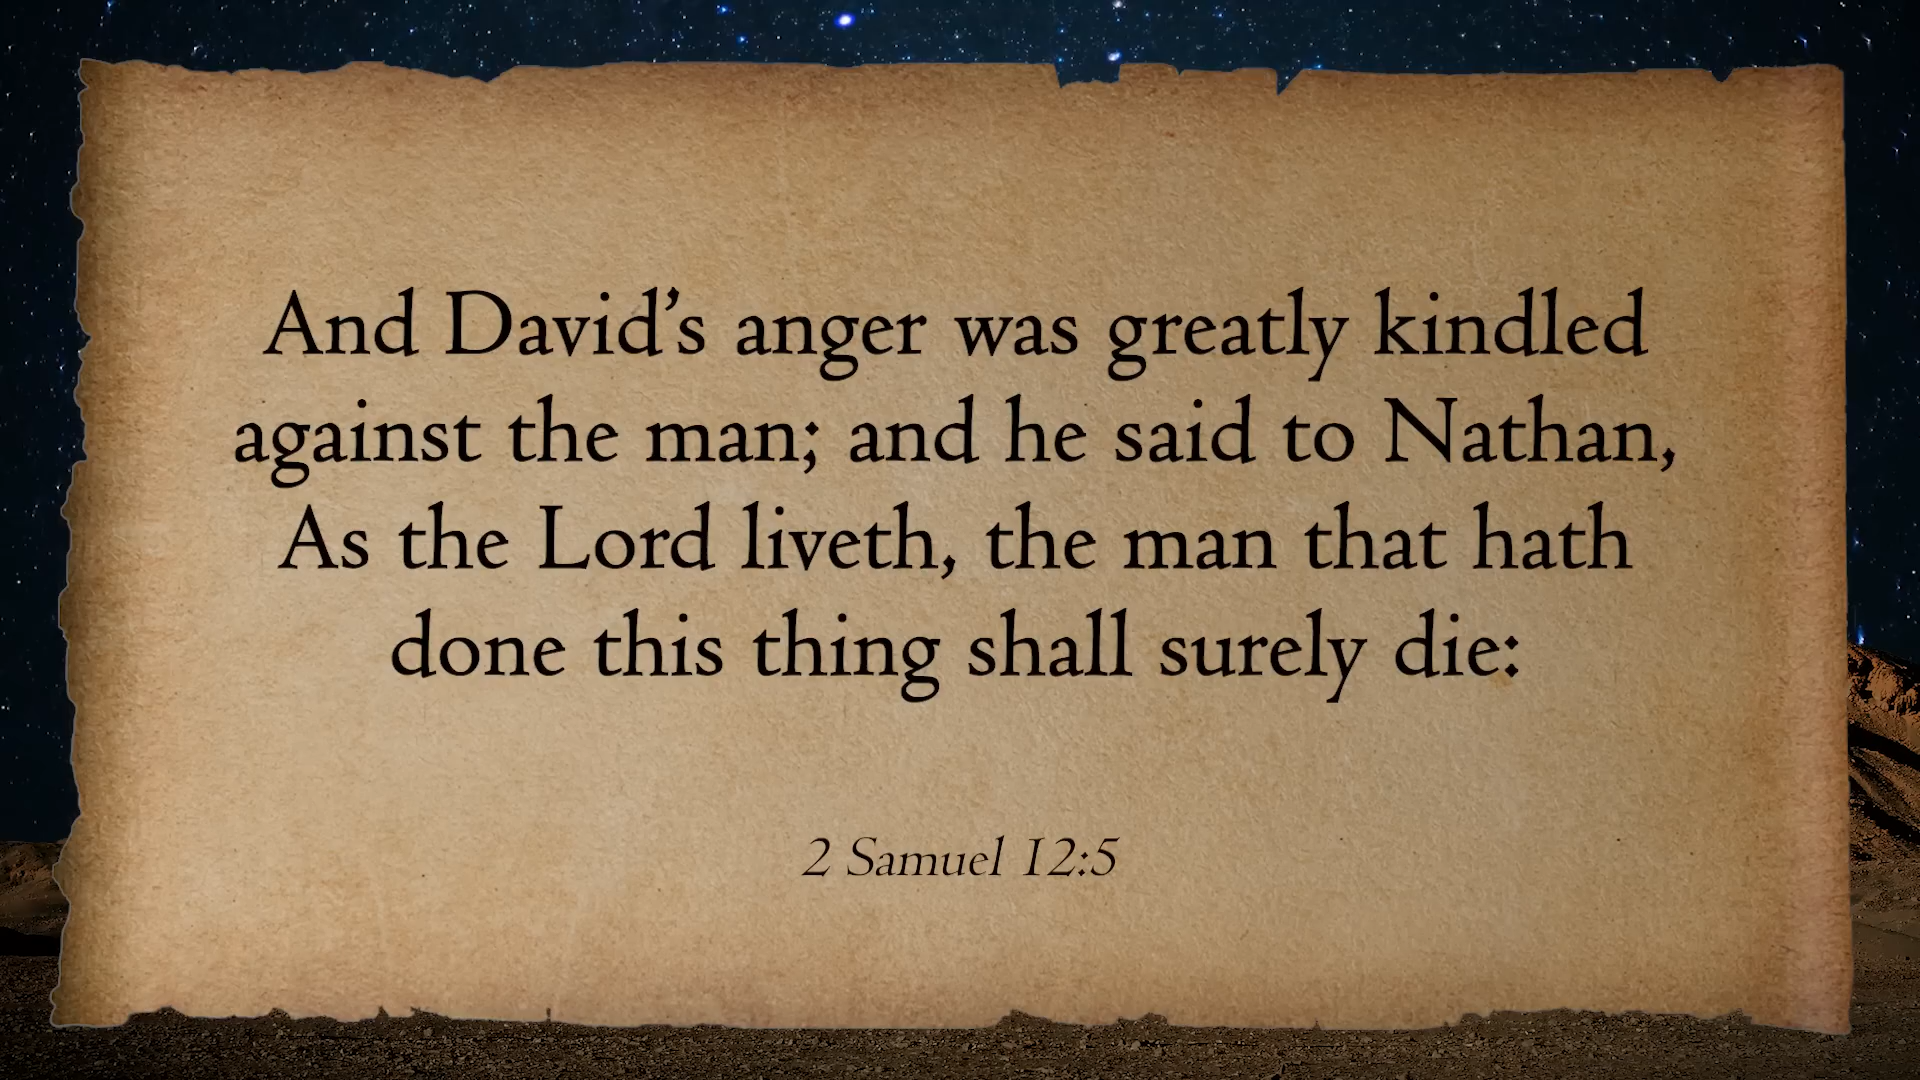 And David’s anger was greatly kindled
against the man; and he said to Nathan,
As the Lord liveth, the man that hath
done this thing shall surely die:
2 Samuel 12:5